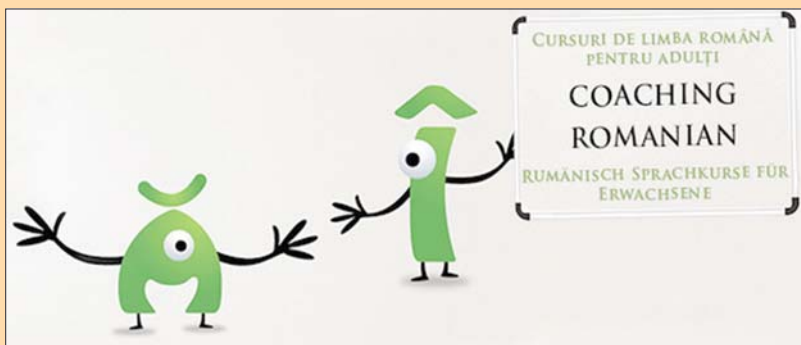 CURSURI DE LIMBA ROMÂNĂ
PENTRU ADULȚI
COACHING
ROMANIAN
RUMÄNISCH SPRACHKURSE FÜR
ERWACHSENE
Ă Î